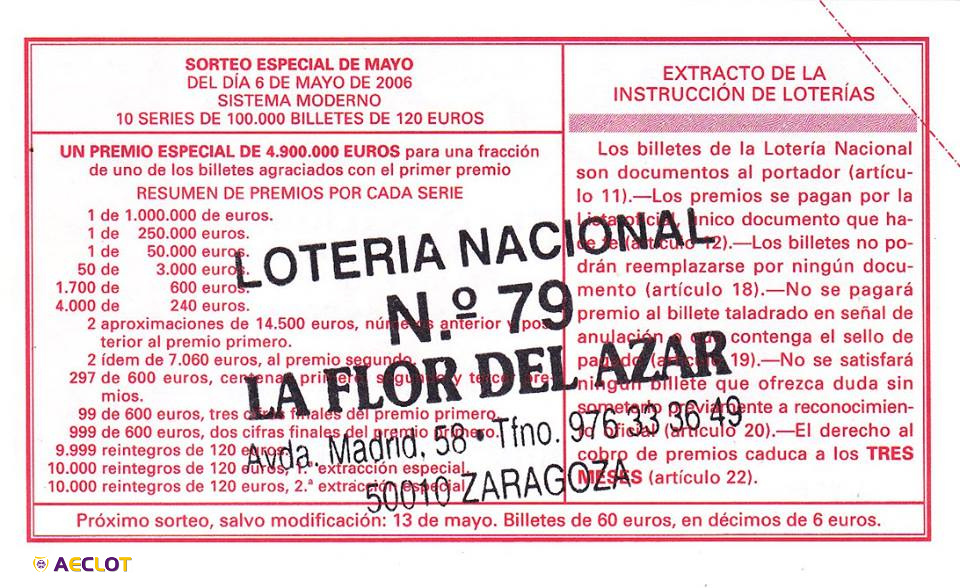 SORTEO ESPECIAL DE MAYO
DEL DÍA 6 DE MAYO DE 2006
SISTEMA MODERNO
10 SERIES DE 100.000 BILLETES DE 120 EUROS
UN PREMIO ESPECIAL DE 4.900.000 EUROS para una fracción
de uno de los billetes agraciados con el primer premio
RESUMEN DE PREMIOS POR CADA SERIE
1 de 1.000.000 de euros.
1 de 250.000 euros.
1 de 50.000 euros.
50 de 3.000 euros.
1.700 de 600 euros.
4.000 de 240 euros.
2 aproximaciones de 14.500 euros, números anterior y pos-
terior al premio primero.
2 ídem de 7.060 euros, al premio segundo.
297 de 600 euros, centenas primero, segundo y tercer pre-
mios.
99 de 600 euros, tres cifras finales del premio primero.
999 de 600 euros, dos cifras finales del premio primero.
9.999 reintegros de 120 euros
10.000 reintegros de 120 euros, 1.ª extracción especial.
10.000 reintegros de 120 euros, 2.ª extracción especial
EXTRACTO DE LA
INSTRUCCIÓN DE LOTERÍAS
Los billetes de la Lotería Nacional
son documentos al portador (artícu-
lo 11).—Los premios se pagan por la
Lista oficial, único documento que ha-
ce fe (artículo 12).—Los billetes no po-
drán reemplazarse por ningún docu-
mento (artículo 18).—No se pagará
premio al billete taladrado en señal de
anulación o que contenga el sello de
pagado (artículo 19).—No se satisfará
ningún billete que ofrezca duda sin
someterlo previamente a reconocimien-
to oficial (artículo 20).—El derecho al
cobro de premios caduca a los TRES
MESES (artículo 22).
LOTERIA NACIONAL
N.º 79
LA FLOR DEL AZAR
Avda. Madrid, 58 · Tfno. 976 33 36 49
50010 ZARAGOZA
Próximo sorteo, salvo modificación: 13 de mayo. Billetes de 60 euros, en décimos de 6 euros.
AECLOT